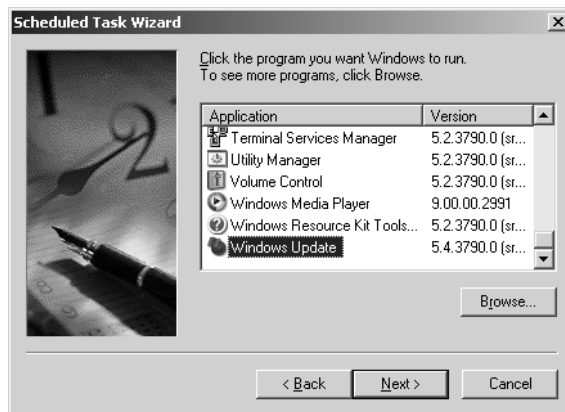 Scheduled Task Wizard
Click the program you want Windows to run.
To see more programs, click Browse.
Application Version
Terminal Services Manager 5.2.3790.0 (sr...
Utility Manager 5.2.3790.0 (sr...
Volume Control 5.2.3790.0 (sr...
Windows Media Player 9.00.00.2991
Windows Resource Kit Tools... 5.2.3790.0 (sr...
Windows Update 5.4.3790.0 (sr...
Browse...
< Back Next > Cancel